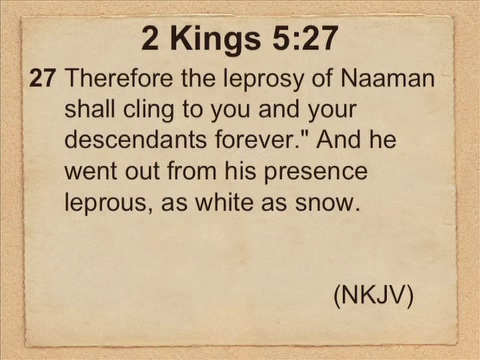 2 Kings 5:27
27 Therefore the leprosy of Naaman
shall cling to you and your
descendants forever." And he
went out from his presence
leprous, as white as snow.
(NKJV)